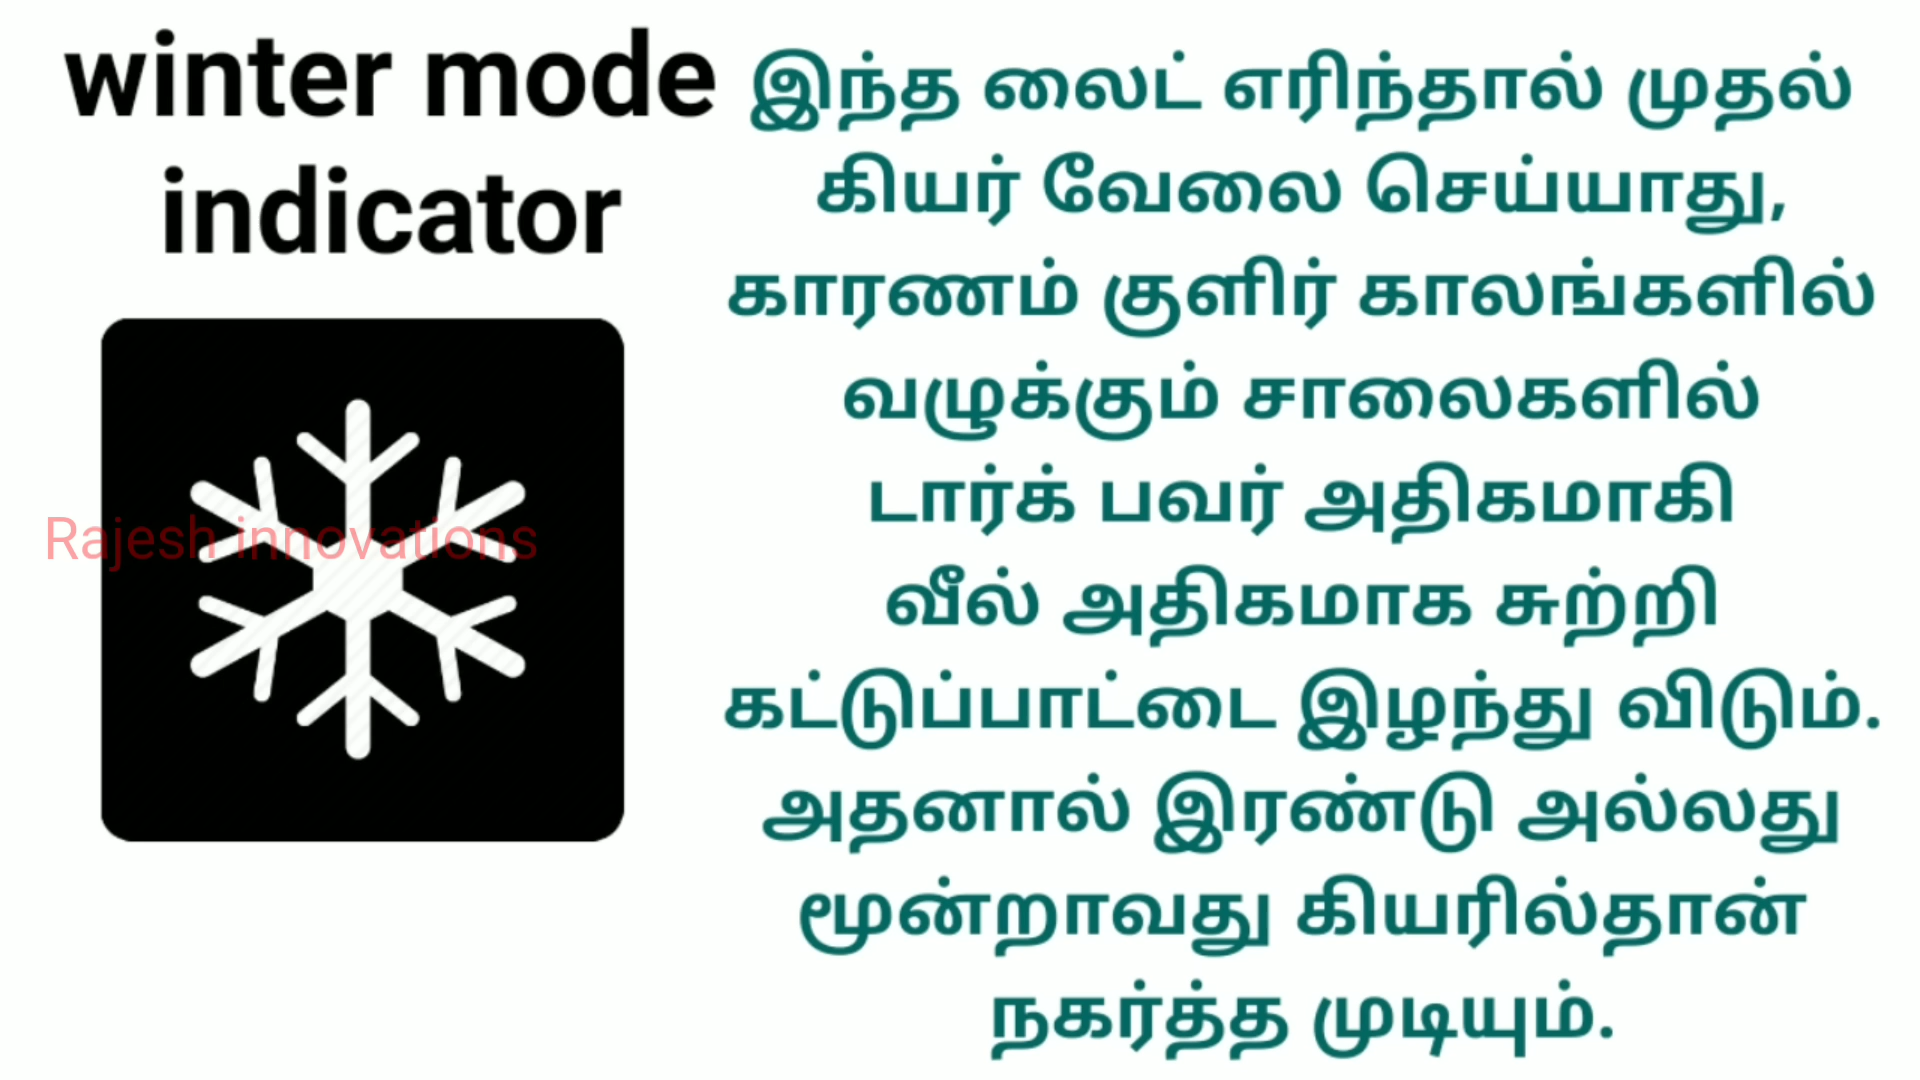 winter mode
indicator
Rajesh innovations
இந்த லைட் எரிந்தால் முதல்
கியர் வேலை செய்யாது,
காரணம் குளிர் காலங்களில்
வழுக்கும் சாலைகளில்
டார்க் பவர் அதிகமாகி
வீல் அதிகமாக சுற்றி
கட்டுப்பாட்டை இழந்து விடும்.
அதனால் இரண்டு அல்லது
மூன்றாவது கியரில்தான்
நகர்த்த முடியும்.